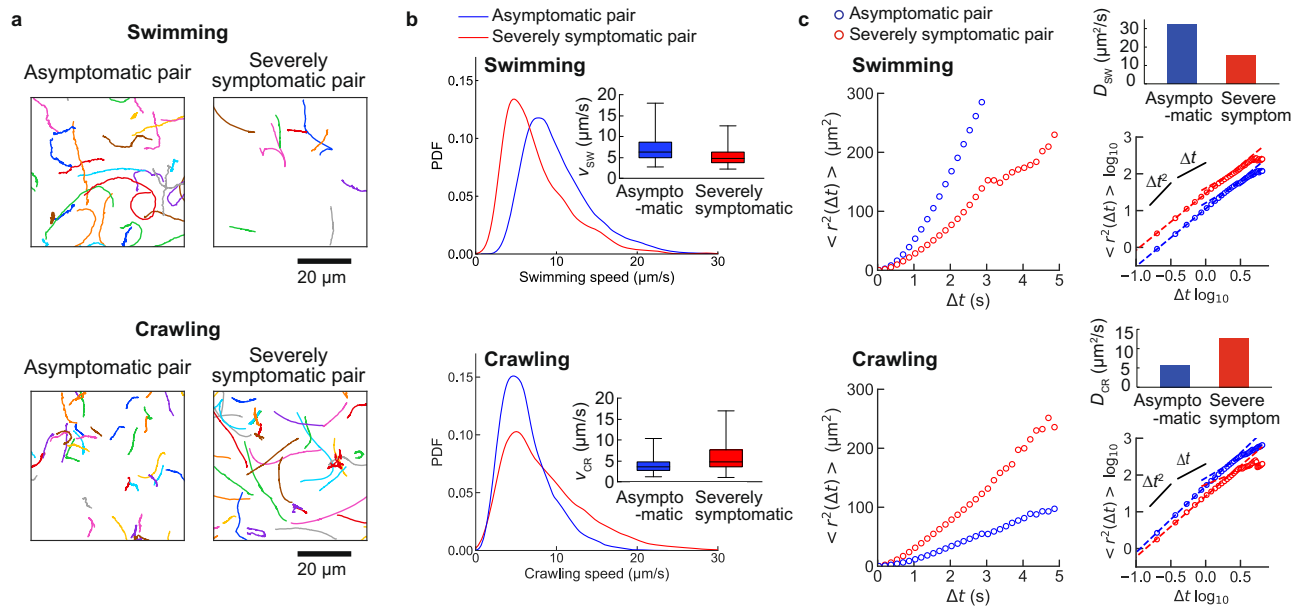 a
Swimming
Asymptomatic pair
Severely
symptomatic pair
20 μm
Crawling
Asymptomatic pair
Severely
symptomatic pair
20 μm
b
Asymptomatic pair
Severely symptomatic pair
Swimming
PDF
0.15
0.10
0.05
0.00
0
10
20
30
Swimming speed (μm/s)
vSW (μm/s)
20
15
10
5
0
Asympto
-matic
Severely
symptomatic
Crawling
PDF
0.15
0.10
0.05
0.00
0
10
20
30
Crawling speed (μm/s)
vCR (μm/s)
20
15
10
5
0
Asympto
-matic
Severely
symptomatic
c
Asymptomatic pair
Severely symptomatic pair
Swimming
< r²(Δt) > (μm²)
300
200
100
0
0 1 2 3 4 5
Δt (s)
DSW (μm²/s)
30
20
10
0
Asympto
-matic
Severe
symptom
< r²(Δt) > log10
3
2
1
0
Δt²
Δt
-1.0 -0.5 0.0 0.5 1.0
Δt log10
Crawling
< r²(Δt) > (μm²)
300
200
100
0
0 1 2 3 4 5
Δt (s)
DCR (μm²/s)
15
10
5
0
Asympto
-matic
Severe
symptom
< r²(Δt) > log10
3
2
1
0
Δt²
Δt
-1.0 -0.5 0.0 0.5 1.0
Δt log10